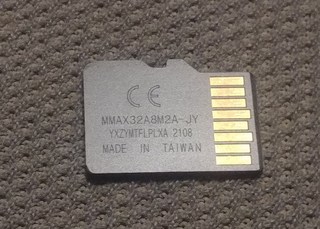 CE
MMAX32A8M2A-JY
YXZYMTFLPLXA 2108
MADE IN TAIWAN